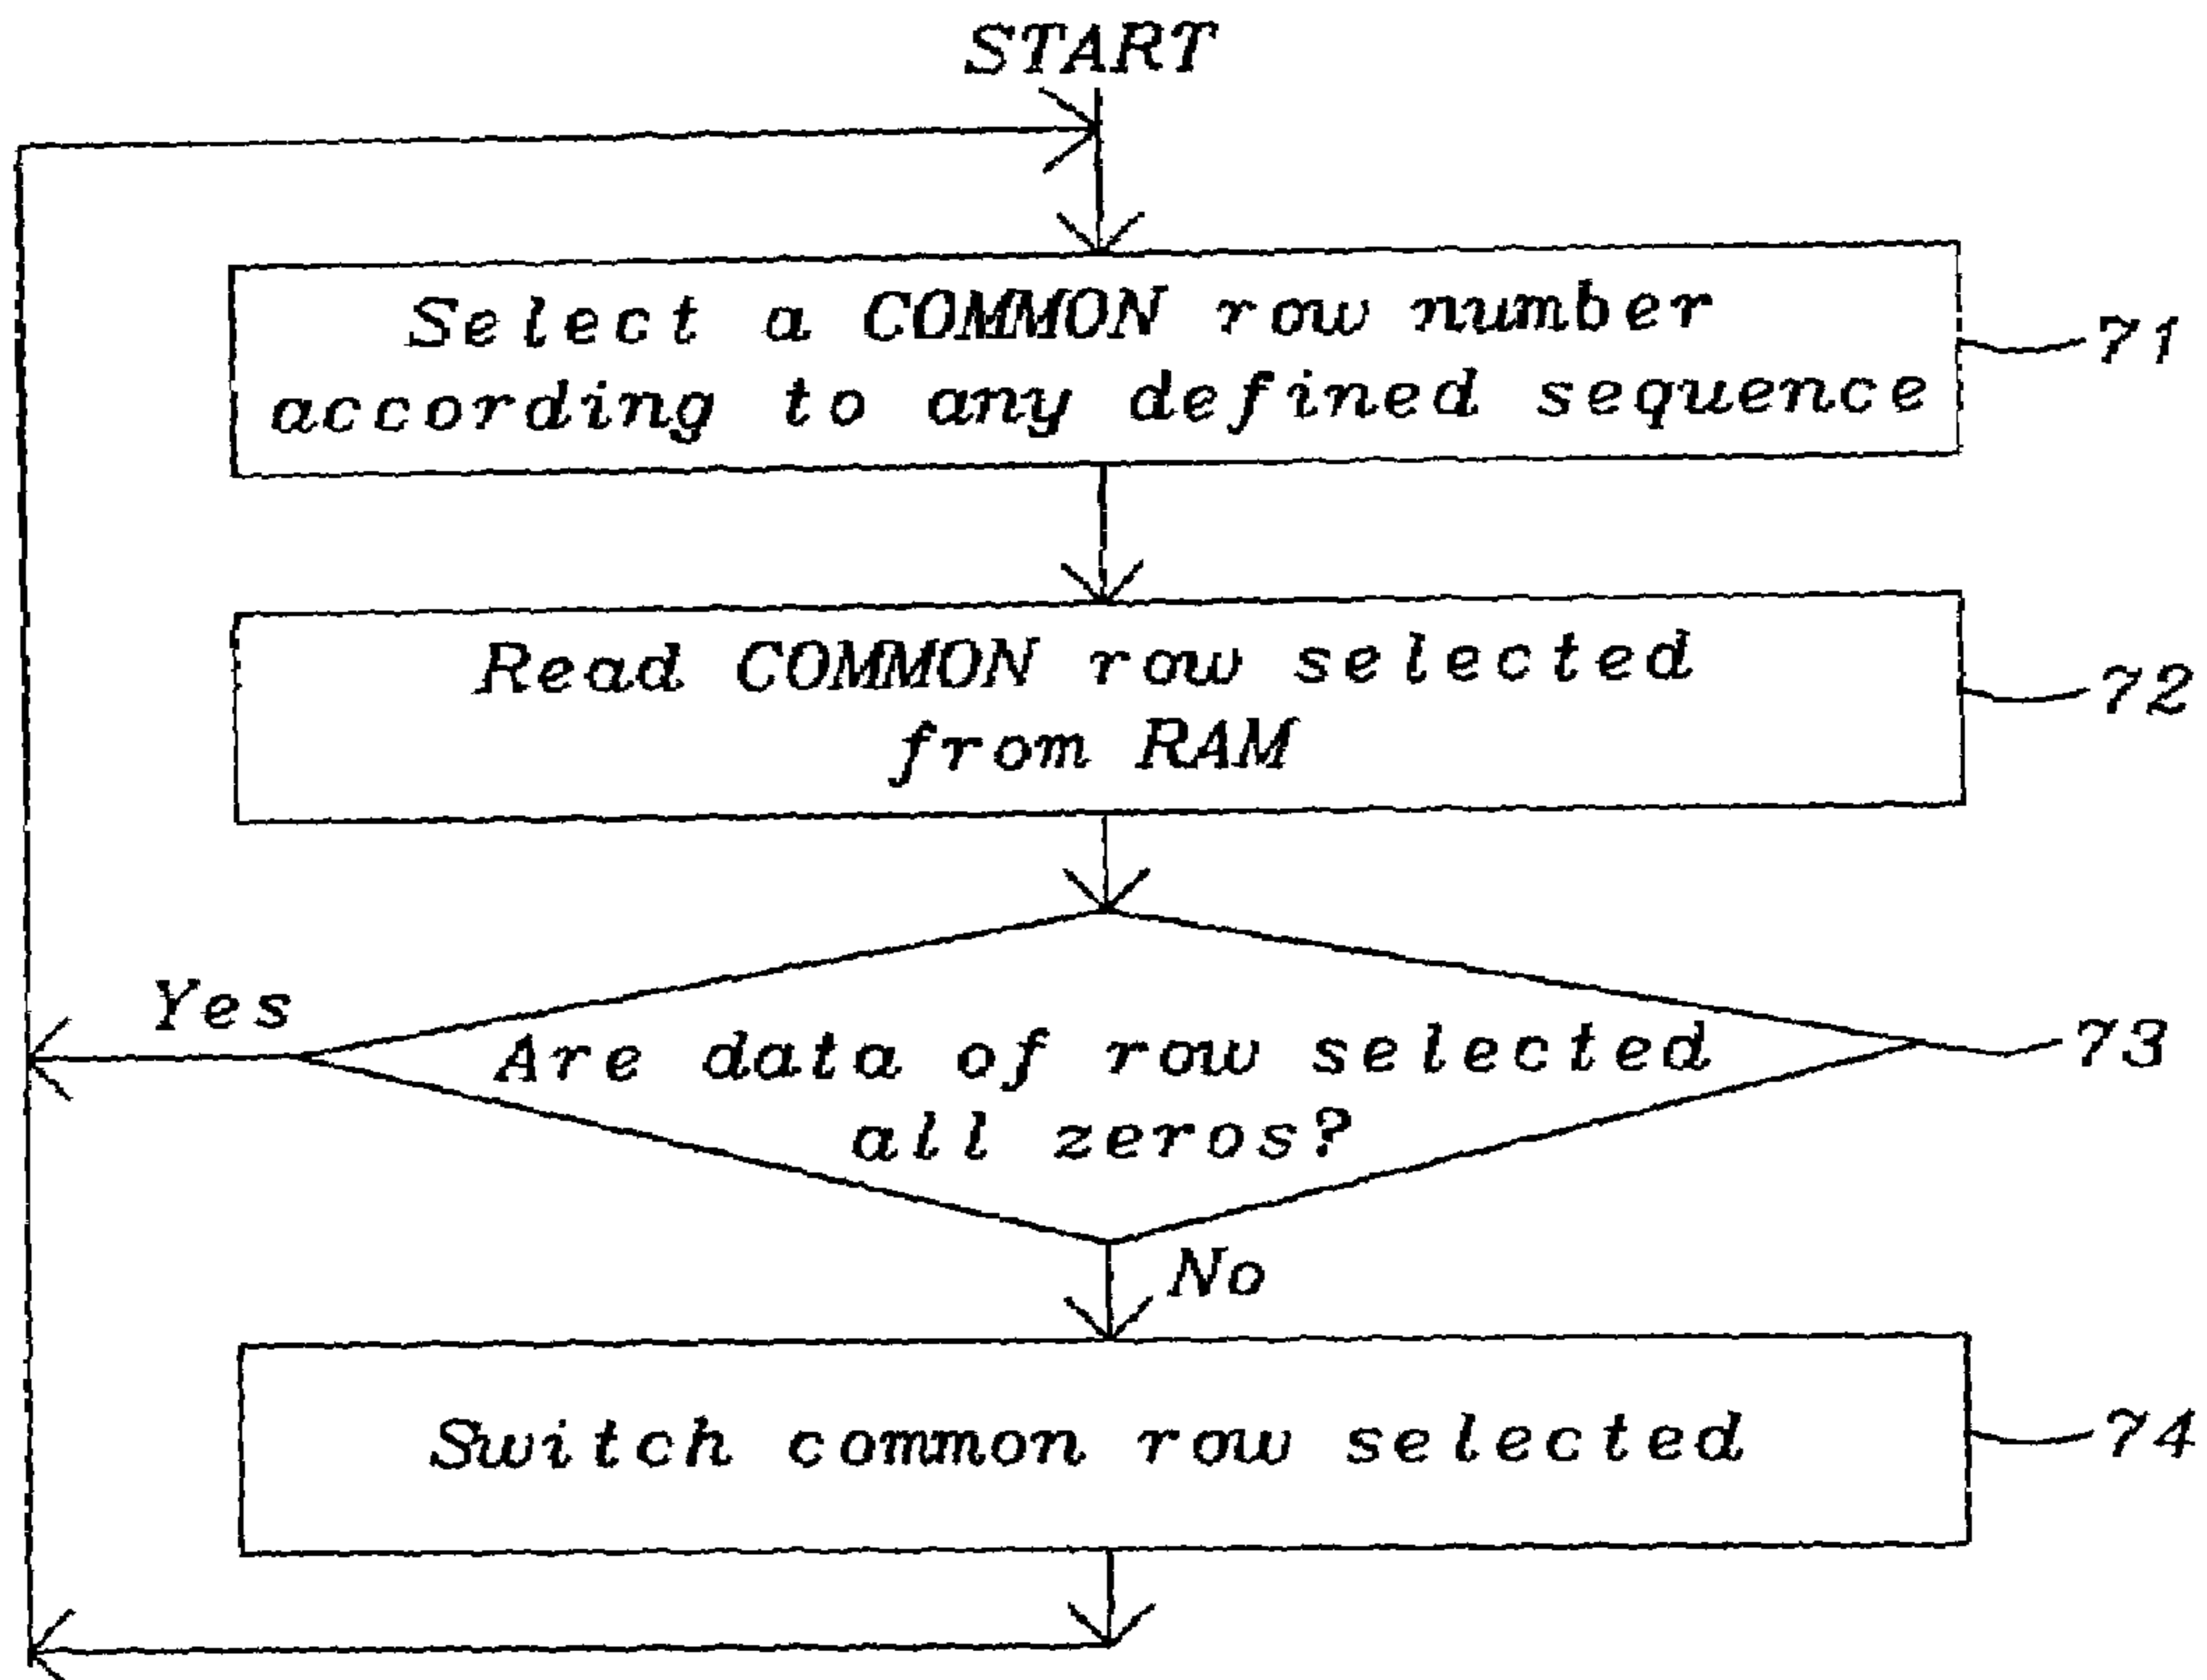 START
Select a COMMON row number
according to any defined sequence
71
Read COMMON row selected
from RAM
72
Yes
Are data of row selected
all zeros?
73
No
Switch common row selected
74